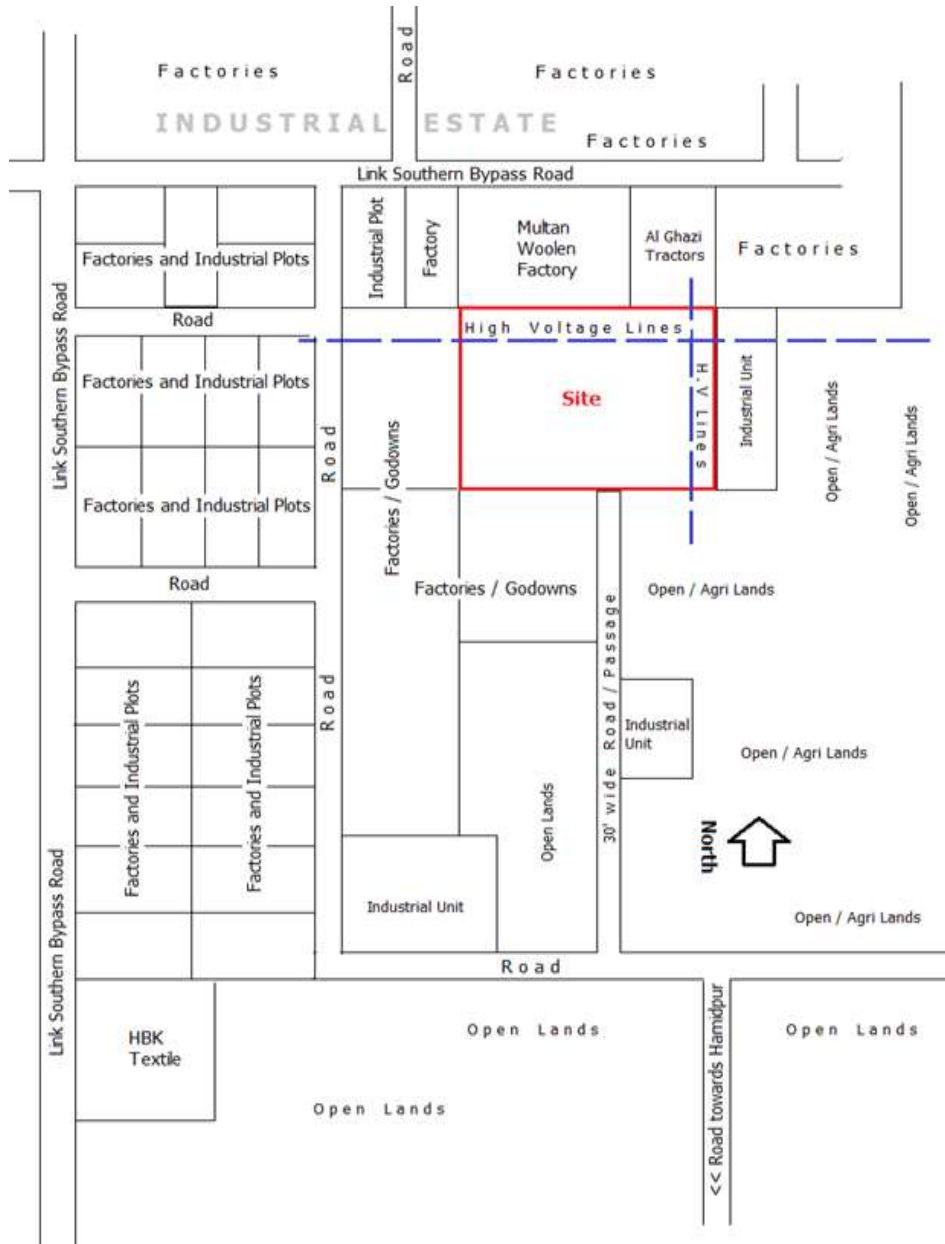 Road
Factories
Factories
INDUSTRIAL ESTATE
Factories
Link Southern Bypass Road
Industrial Plot
Factory
Multan
Woolen
Factory
Al Ghazi
Tractors
Factories
Factories and Industrial Plots
Link Southern Bypass Road
Road
High Voltage Lines
Factories and Industrial Plots
Site
H.V Lines
Industrial Unit
Open / Agri Lands
Open / Agri Lands
Road
Factories / Godowns
Factories and Industrial Plots
Road
Factories / Godowns
Open / Agri Lands
30' wide Road / Passage
Road
Factories and Industrial Plots
Factories and Industrial Plots
Industrial
Unit
Open / Agri Lands
Open Lands
North
Link Southern Bypass Road
Industrial Unit
Open / Agri Lands
Road
HBK
Textile
Open Lands
Open Lands
Open Lands
<< Road towards Hamidpur